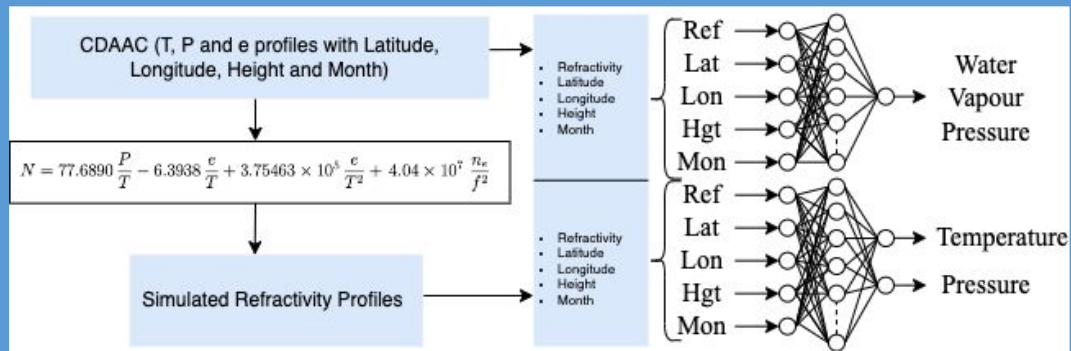 CDAAC (T, P and e profiles with Latitude,
Longitude, Height and Month)
N = 77.6890 P/T − 6.3938 e/T + 3.75463 × 10^5 e/T^2 + 4.04 × 10^7 n_e/f^2
Simulated Refractivity Profiles
• Refractivity
• Latitude
• Longitude
• Height
• Month
• Refractivity
• Latitude
• Longitude
• Height
• Month
Ref
Lat
Lon
Hgt
Mon
Ref
Lat
Lon
Hgt
Mon
Water
Vapour
Pressure
Temperature
Pressure